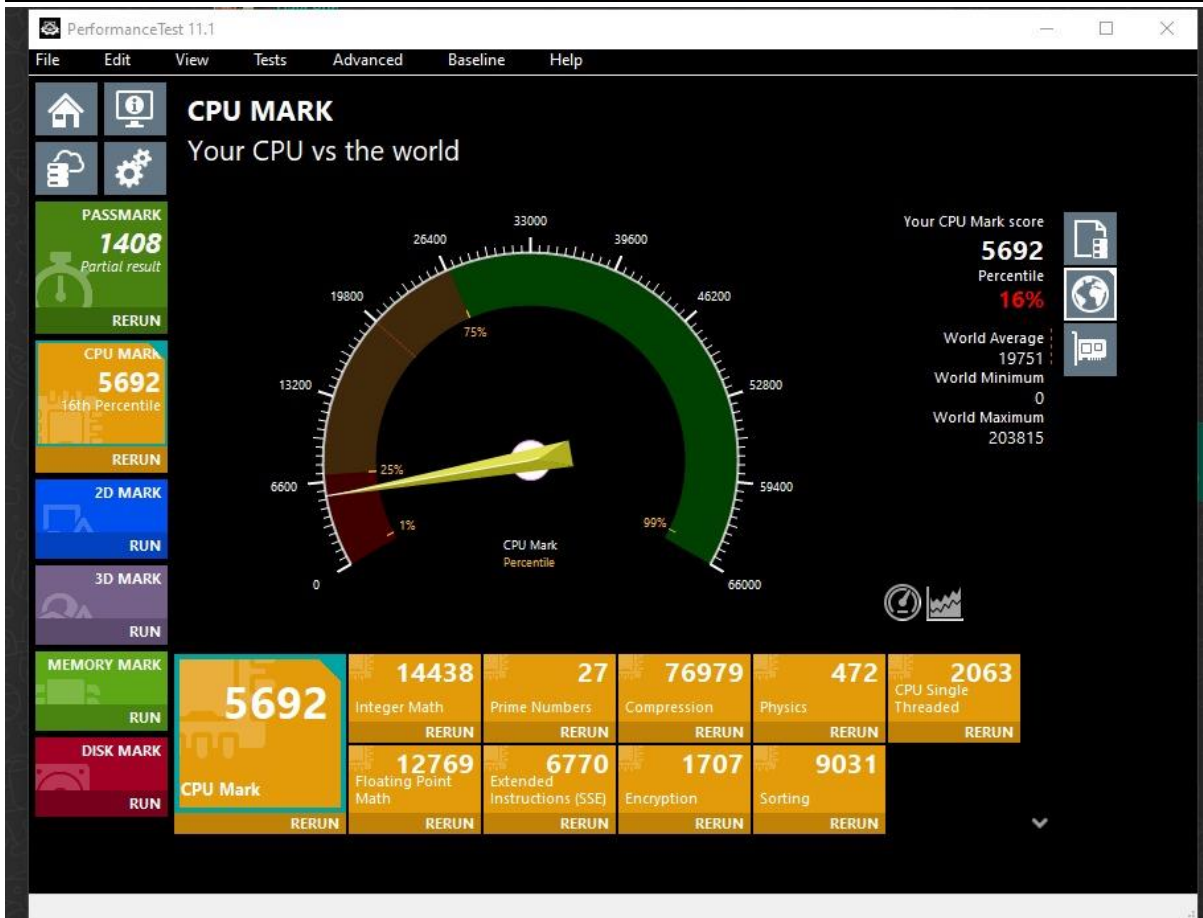 PerformanceTest 11.1
File Edit View Tests Advanced Baseline Help
CPU MARK
Your CPU vs the world
PASSMARK
1408
Partial result
RERUN
CPU MARK
5692
16th Percentile
RERUN
2D MARK
RUN
3D MARK
RUN
MEMORY MARK
RUN
DISK MARK
RUN
0
6600
13200
19800
26400
33000
39600
46200
52800
59400
66000
1%
25%
75%
99%
CPU Mark
Percentile
Your CPU Mark score
5692
Percentile
16%
World Average
19751
World Minimum
0
World Maximum
203815
5692
CPU Mark
RERUN
14438
Integer Math
RERUN
27
Prime Numbers
RERUN
76979
Compression
RERUN
472
Physics
RERUN
2063
CPU Single
Threaded
RERUN
12769
Floating Point
Math
RERUN
6770
Extended
Instructions (SSE)
RERUN
1707
Encryption
RERUN
9031
Sorting
RERUN